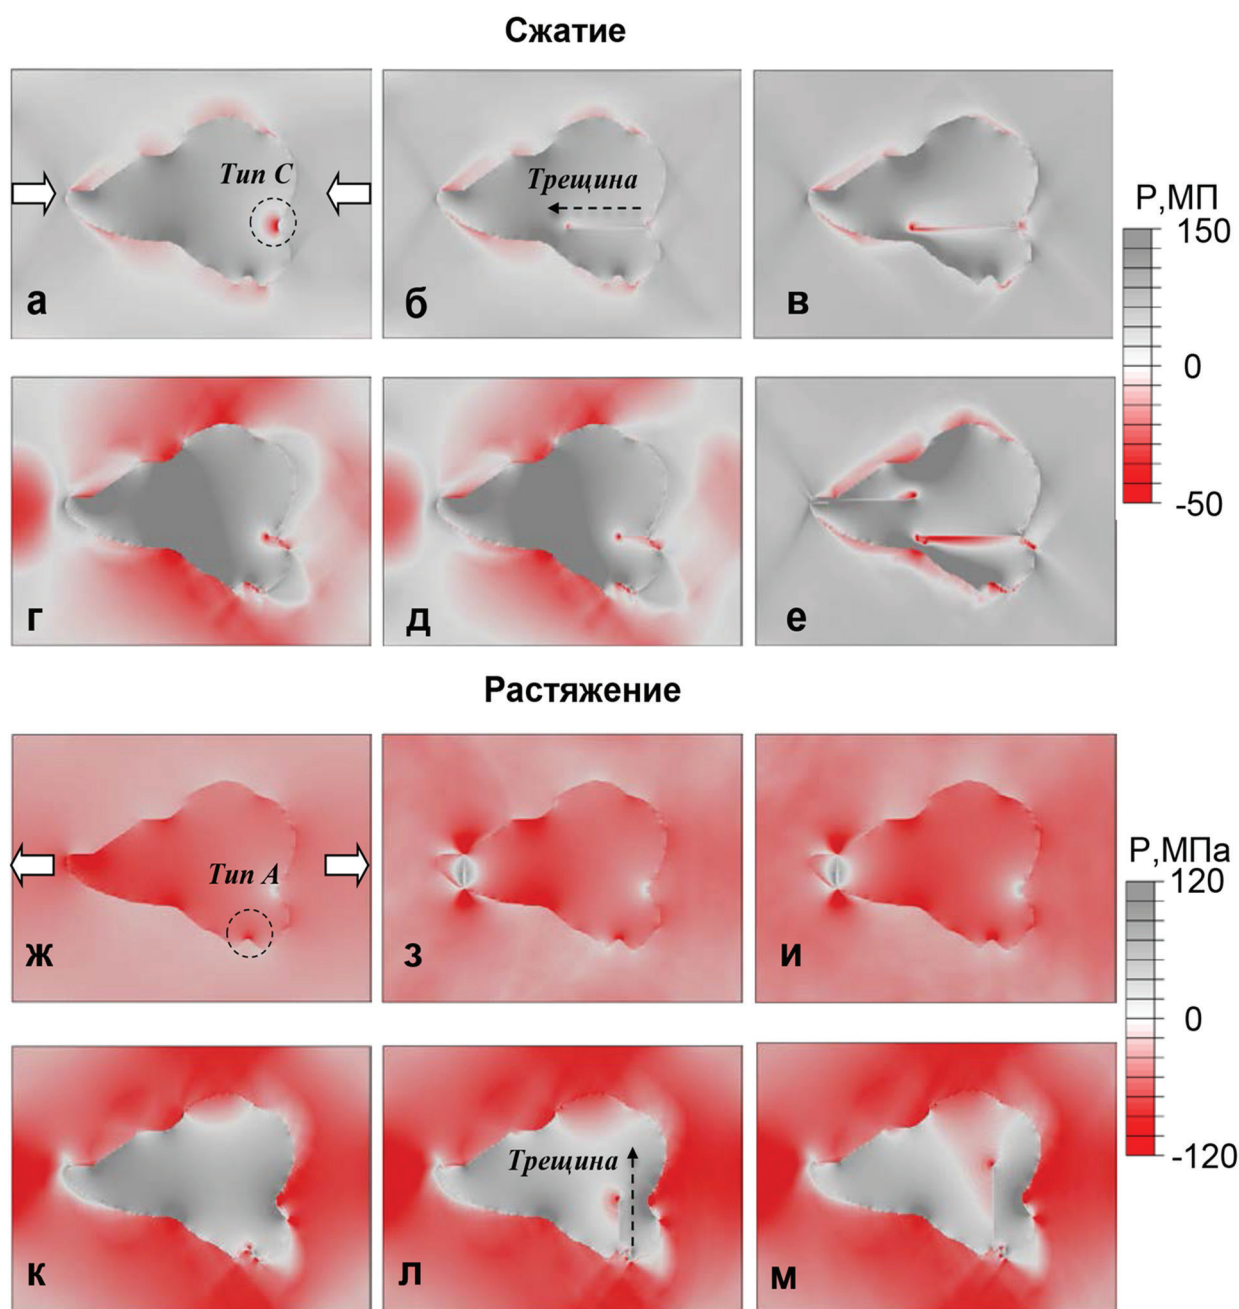 Сжатие
Тип С
Трещина
а
б
в
Р,МП
150
0
-50
г
д
е
Растяжение
Тип А
ж
з
и
Р,МПа
120
0
-120
Трещина
к
л
м